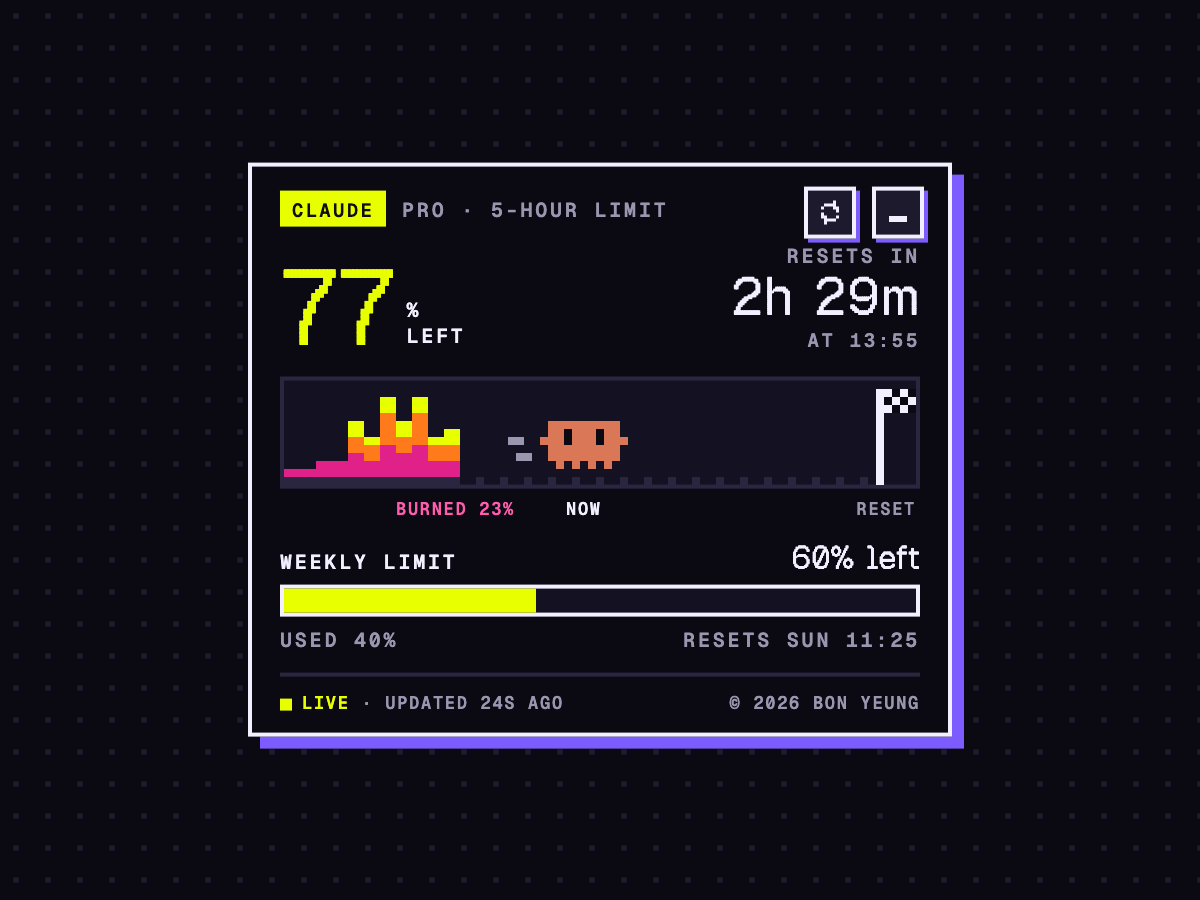 CLAUDE PRO · 5-HOUR LIMIT
RESETS IN
77 % LEFT
2h 29m
AT 13:55
BURNED 23% NOW RESET
WEEKLY LIMIT 60% left
USED 40% RESETS SUN 11:25
LIVE · UPDATED 24S AGO © 2026 BON YEUNG